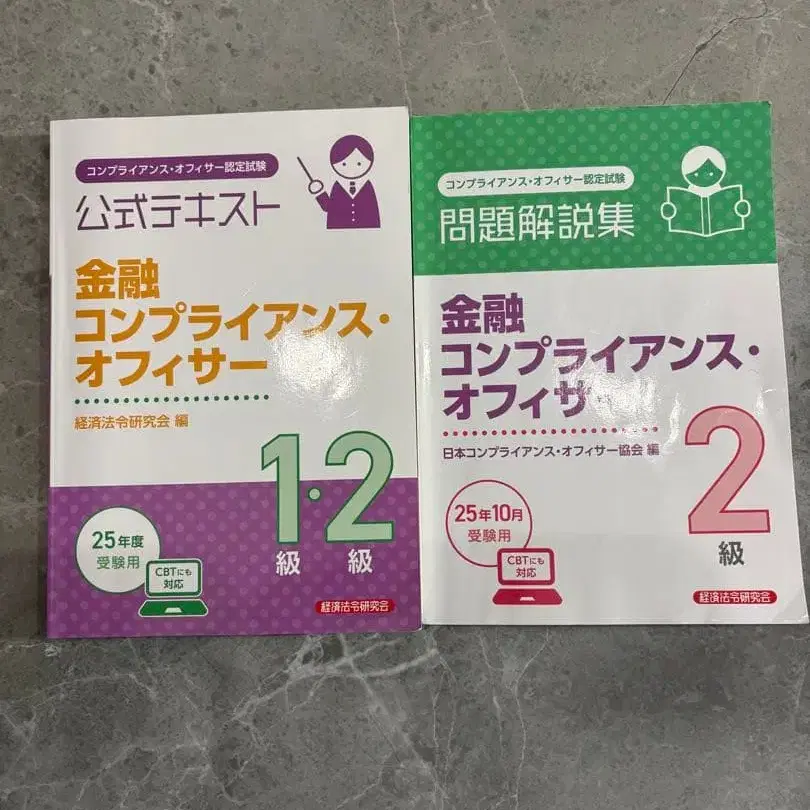 コンプライアンス・オフィサー認定試験
公式テキスト
金融
コンプライアンス・
オフィサー
経済法令研究会 編
1・2
級 級
25年度
受験用
CBTにも
対応
経済法令研究会
コンプライアンス・オフィサー認定試験
問題解説集
金融
コンプライアンス・
オフィサ
日本コンプライアンス・オフィサー協会 編
2
級
25年10月
受験用
CBTにも
対応
経済法令研究会